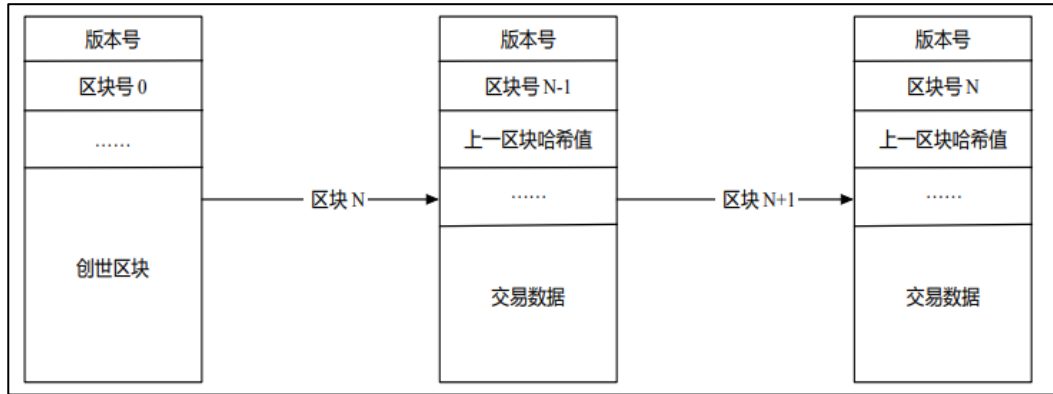 版本号
区块号 0
……
创世区块
区块 N
版本号
区块号 N-1
上一区块哈希值
……
交易数据
区块 N+1
版本号
区块号 N
上一区块哈希值
……
交易数据